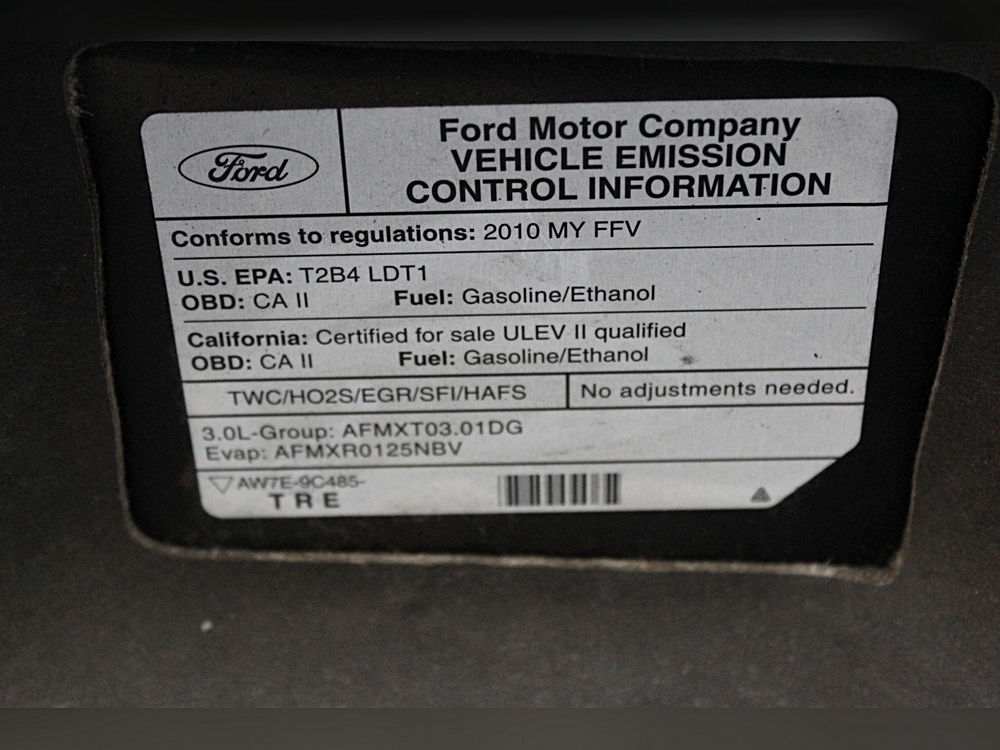 Ford
Ford Motor Company
VEHICLE EMISSION
CONTROL INFORMATION
Conforms to regulations: 2010 MY FFV
U.S. EPA: T2B4 LDT1
OBD: CA II Fuel: Gasoline/Ethanol
California: Certified for sale ULEV II qualified
OBD: CA II Fuel: Gasoline/Ethanol
TWC/HO2S/EGR/SFI/HAFS No adjustments needed.
3.0L-Group: AFMXT03.01DG
Evap: AFMXR0125NBV
AW7E-9C485-
TRE